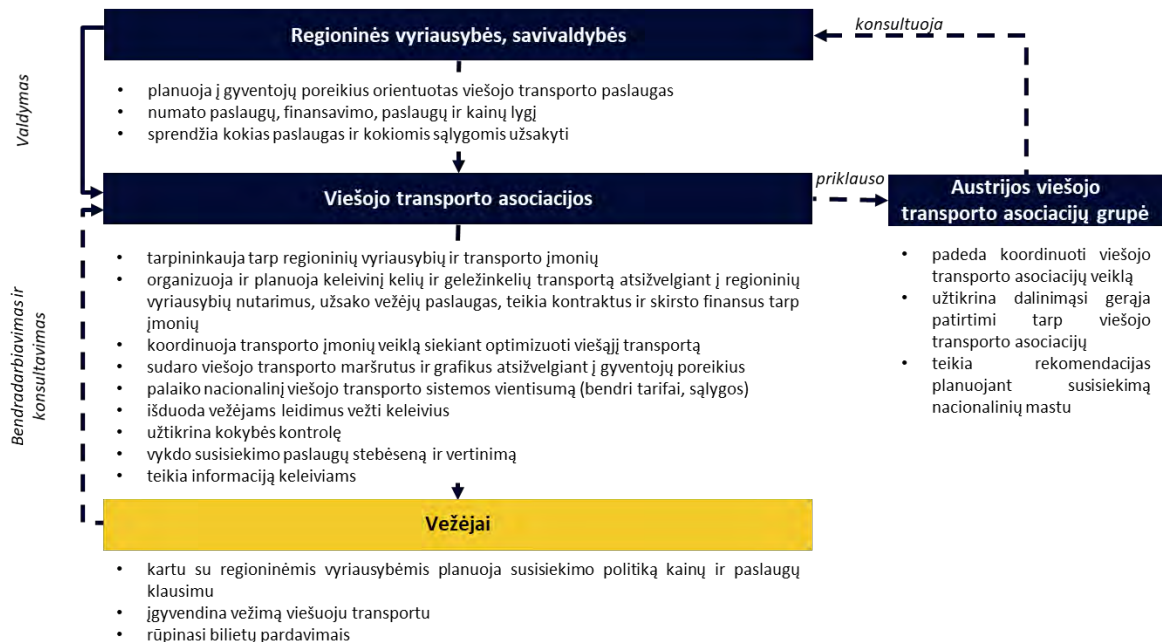 Regioninės vyriausybės, savivaldybės
konsultuoja
Valdymas
• planuoja į gyventojų poreikius orientuotas viešojo transporto paslaugas
• numato paslaugų, finansavimo, paslaugų ir kainų lygį
• sprendžia kokias paslaugas ir kokiomis sąlygomis užsakyti
Viešojo transporto asociacijos
priklauso
Austrijos viešojo
transporto asociacijų grupė
Bendradarbiavimas ir
konsultavimas
• tarpininkauja tarp regioninių vyriausybių ir transporto įmonių
• organizuoja ir planuoja keleivinį kelių ir geležinkelių transportą atsižvelgiant į regioninių
vyriausybių nutarimus, užsako vežėjų paslaugas, teikia kontraktus ir skirsto finansus tarp
įmonių
• koordinuoja transporto įmonių veiklą siekiant optimizuoti viešąjį transportą
• sudaro viešojo transporto maršrutus ir grafikus atsižvelgiant į gyventojų poreikius
• palaiko nacionalinį viešojo transporto sistemos vientisumą (bendri tarifai, sąlygos)
• išduoda vežėjams leidimus vežti keleivius
• užtikrina kokybės kontrolę
• vykdo susisiekimo paslaugų stebėseną ir vertinimą
• teikia informaciją keleiviams
• padeda koordinuoti viešojo
transporto asociacijų veiklą
• užtikrina dalinimąsi gerąja
patirtimi tarp viešojo
transporto asociacijų
• teikia rekomendacijas
planuojant susisiekimą
nacionalinių mastu
Vežėjai
• kartu su regioninėmis vyriausybėmis planuoja susisiekimo politiką kainų ir paslaugų
klausimu
• įgyvendina vežimą viešuoju transportu
• rūpinasi bilietų pardavimais